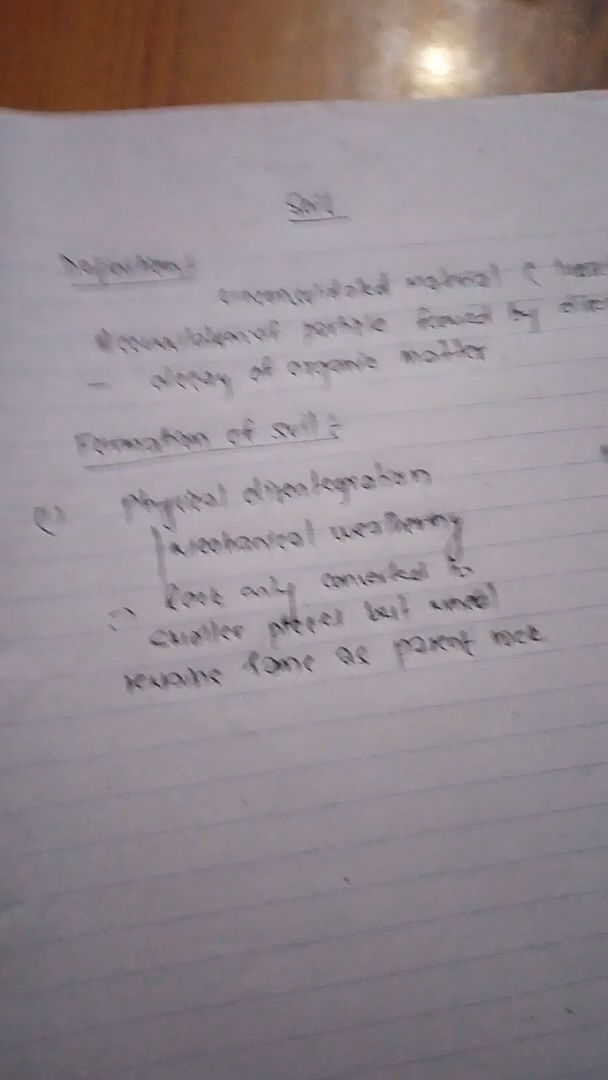 Soil
Definition:
unconsolidated material
Accumulation of particle formed by
- decay of organic matter
Formation of soil :-
Physical disintegration
mechanical weathering
:-> Rock only converted to
smaller pieces but
remains same as parent rock